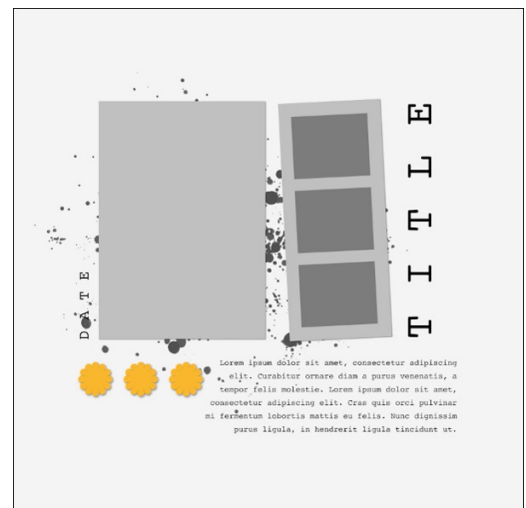 TITLE
DATE
Lorem ipsum dolor sit amet, consectetur adipiscing
elit. Curabitur ornare diam a purus venenatis, a
tempor felis molestie. Lorem ipsum dolor sit amet,
consectetur adipiscing elit. Cras quis orci pulvinar
mi fermentum lobortis mattis eu felis. Nunc dignissim
purus ligula, in hendrerit ligula tincidunt ut.